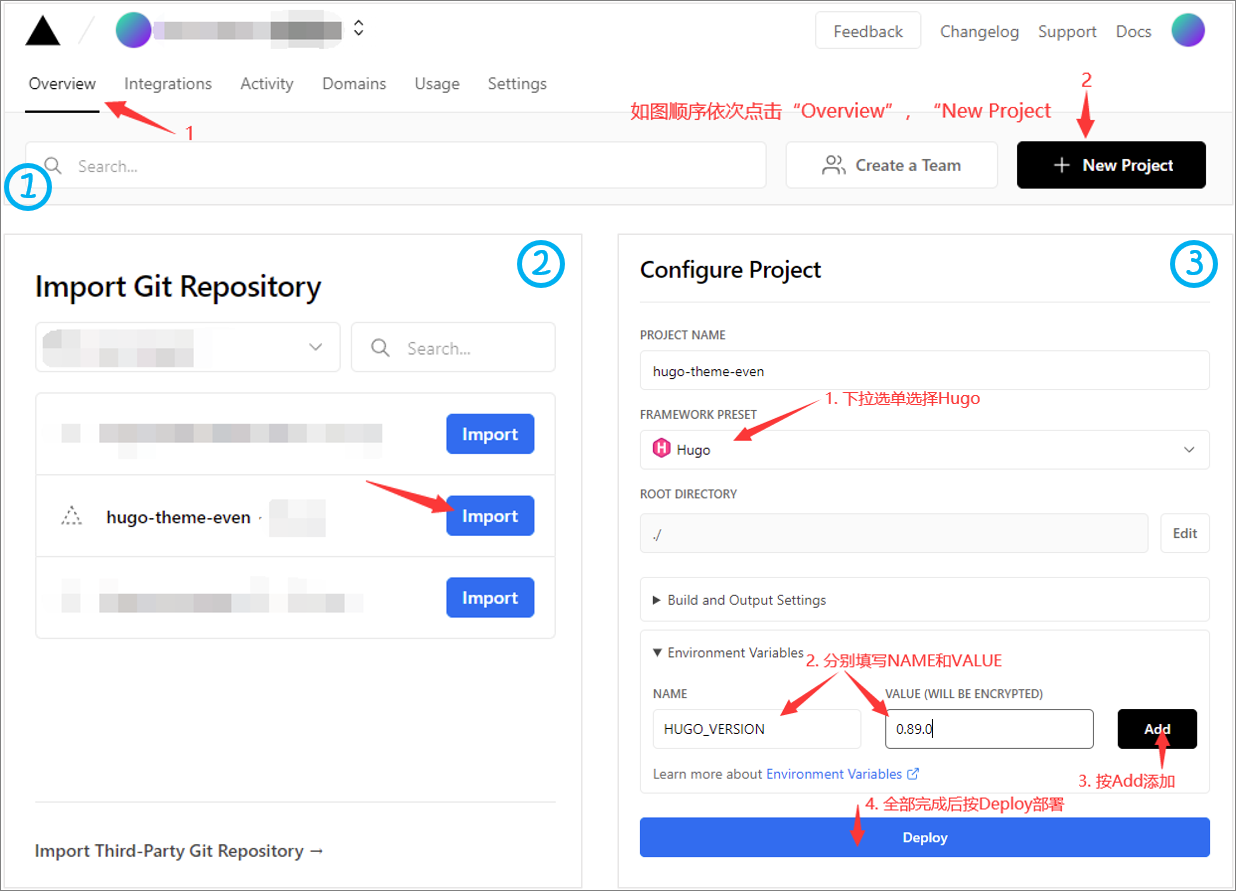 Feedback
Changelog
Support
Docs
Overview
Integrations
Activity
Domains
Usage
Settings
2
如图顺序依次点击“Overview”，“New Project
1
Search...
Create a Team
New Project
①
②
Import Git Repository
Search...
Import
hugo-theme-even ·
Import
Import
Import Third-Party Git Repository →
③
Configure Project
PROJECT NAME
hugo-theme-even
1. 下拉选单选择Hugo
FRAMEWORK PRESET
H Hugo
ROOT DIRECTORY
./
Edit
Build and Output Settings
Environment Variables
2. 分别填写NAME和VALUE
NAME
VALUE (WILL BE ENCRYPTED)
HUGO_VERSION
0.89.0
Add
Learn more about Environment Variables
3. 按Add添加
4. 全部完成后按Deploy部署
Deploy